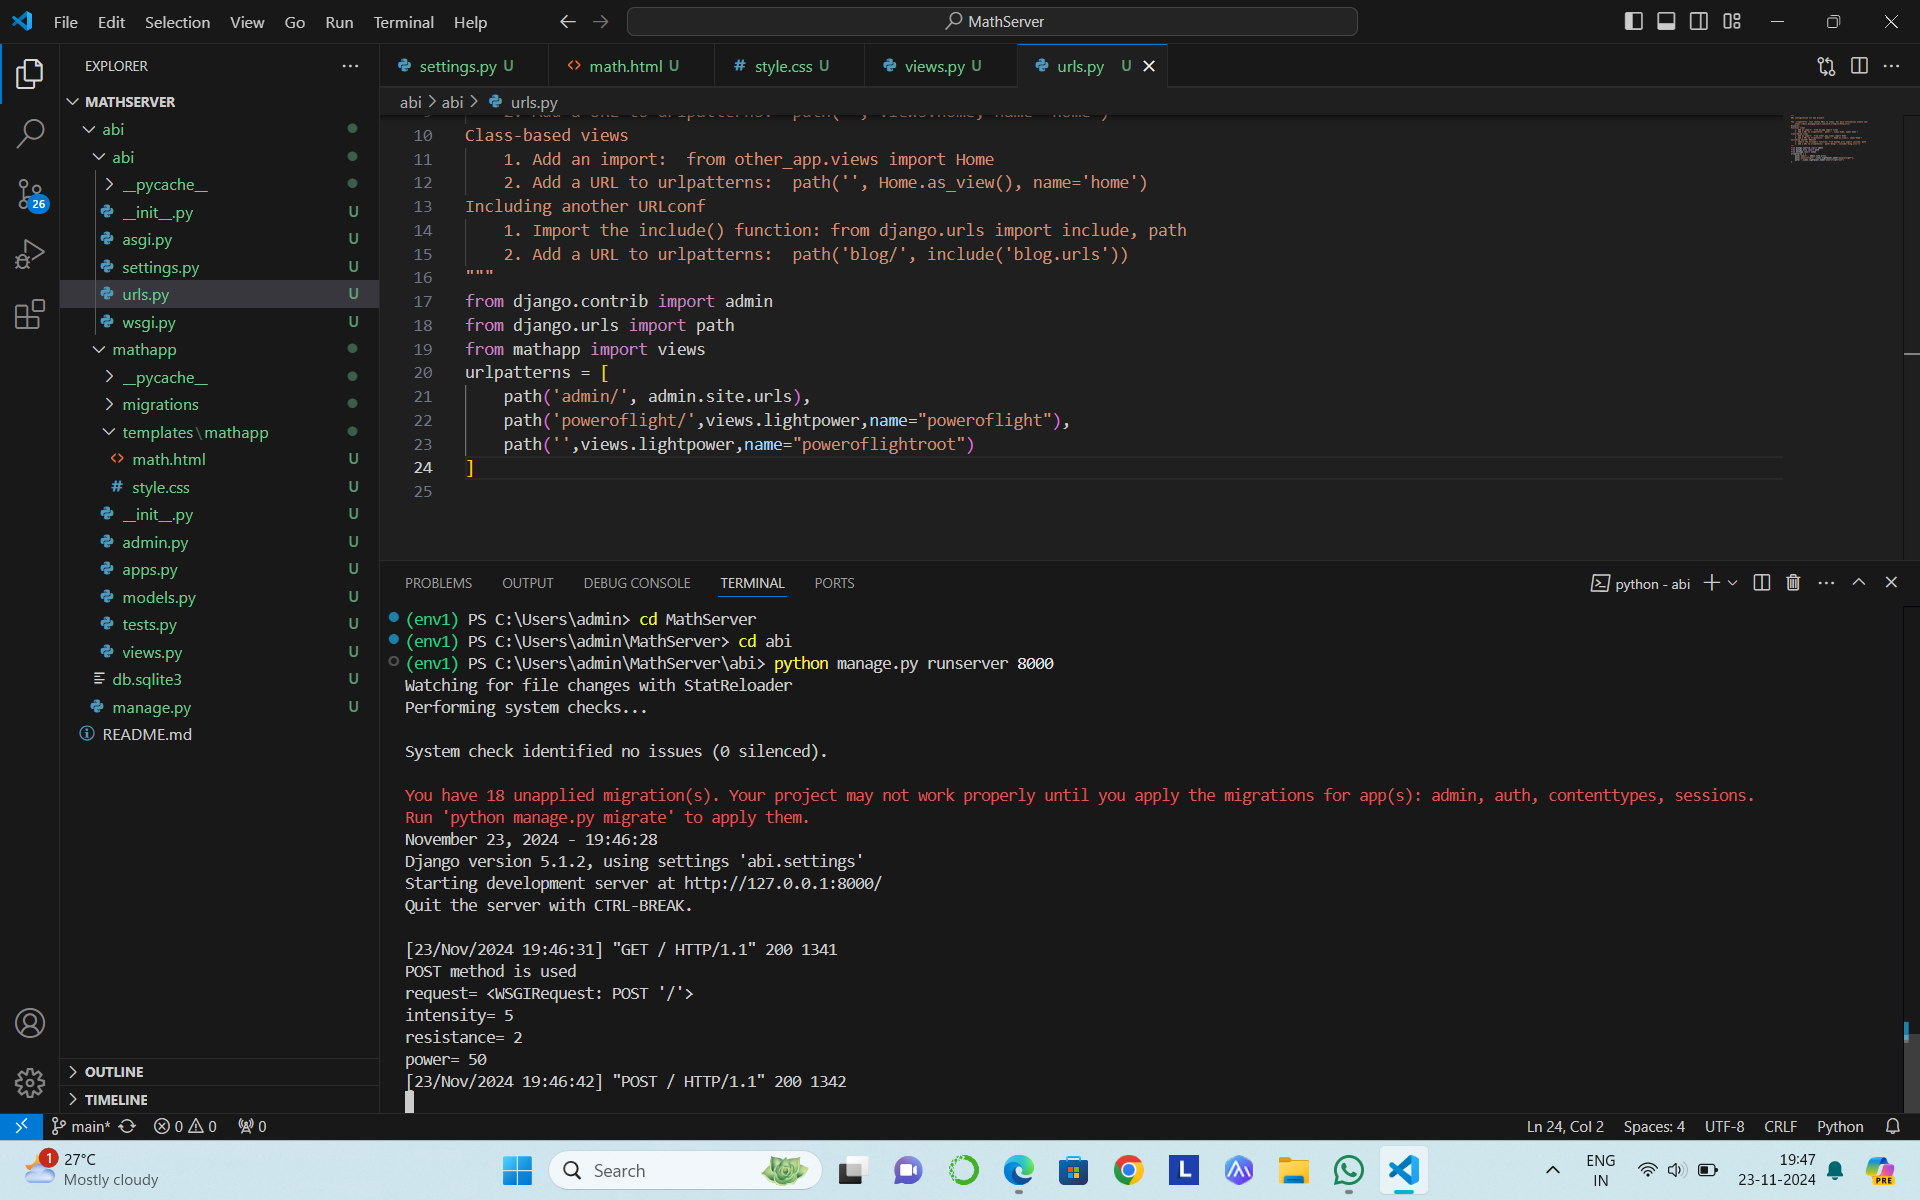 File Edit Selection View Go Run Terminal Help
MathServer
EXPLORER
settings.py U
math.html U
style.css U
views.py U
urls.py U
MATHSERVER
abi > abi > urls.py
abi
abi
__pycache__
__init__.py U
asgi.py U
settings.py U
urls.py U
wsgi.py U
mathapp
__pycache__
migrations
templates\mathapp
math.html U
style.css U
__init__.py U
admin.py U
apps.py U
models.py U
tests.py U
views.py U
db.sqlite3 U
manage.py U
README.md
26
OUTLINE
TIMELINE
10 Class-based views
11 1. Add an import:  from other_app.views import Home
12 2. Add a URL to urlpatterns:  path('', Home.as_view(), name='home')
13 Including another URLconf
14 1. Import the include() function: from django.urls import include, path
15 2. Add a URL to urlpatterns:  path('blog/', include('blog.urls'))
16 """
17 from django.contrib import admin
18 from django.urls import path
19 from mathapp import views
20 urlpatterns = [
21 path('admin/', admin.site.urls),
22 path('poweroflight/',views.lightpower,name="poweroflight"),
23 path('',views.lightpower,name="poweroflightroot")
24 ]
25
PROBLEMS OUTPUT DEBUG CONSOLE TERMINAL PORTS
python - abi
(env1) PS C:\Users\admin> cd MathServer
(env1) PS C:\Users\admin\MathServer> cd abi
(env1) PS C:\Users\admin\MathServer\abi> python manage.py runserver 8000
Watching for file changes with StatReloader
Performing system checks...
System check identified no issues (0 silenced).
You have 18 unapplied migration(s). Your project may not work properly until you apply the migrations for app(s): admin, auth, contenttypes, sessions.
Run 'python manage.py migrate' to apply them.
November 23, 2024 - 19:46:28
Django version 5.1.2, using settings 'abi.settings'
Starting development server at http://127.0.0.1:8000/
Quit the server with CTRL-BREAK.
[23/Nov/2024 19:46:31] "GET / HTTP/1.1" 200 1341
POST method is used
request= <WSGIRequest: POST '/'>
intensity= 5
resistance= 2
power= 50
[23/Nov/2024 19:46:42] "POST / HTTP/1.1" 200 1342
main* 0 0 0
Ln 24, Col 2 Spaces: 4 UTF-8 CRLF Python
1
27°C
Mostly cloudy
Search
L
ENG
IN
19:47
23-11-2024
PRE